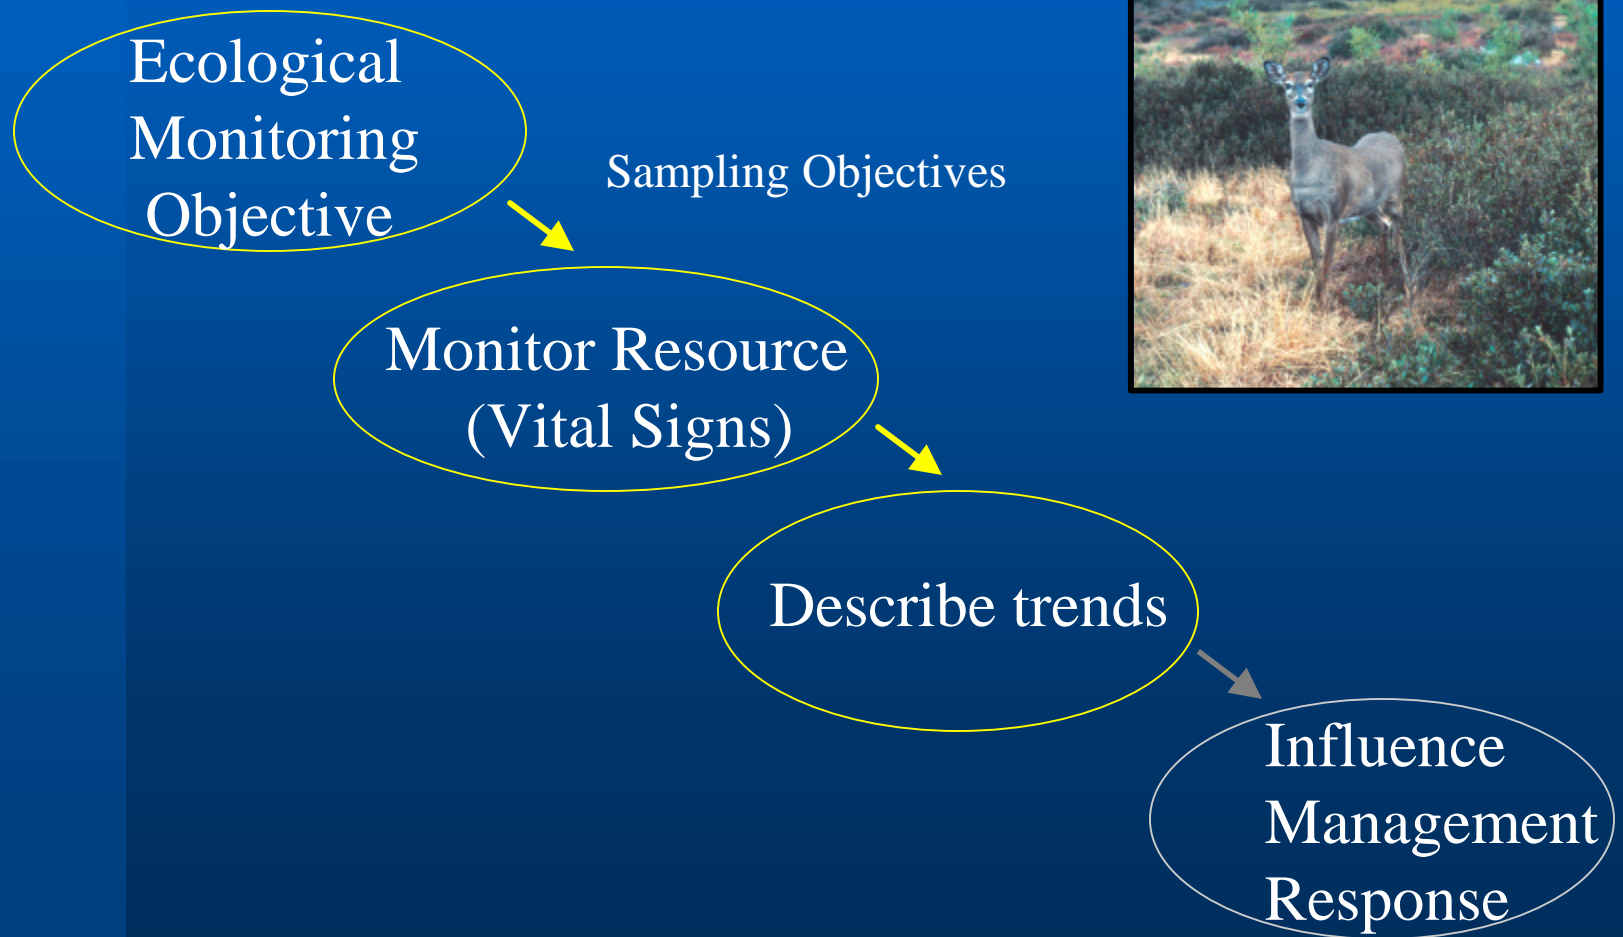 Ecological
Monitoring
Objective
Sampling Objectives
Monitor Resource
(Vital Signs)
Describe trends
Influence
Management
Response